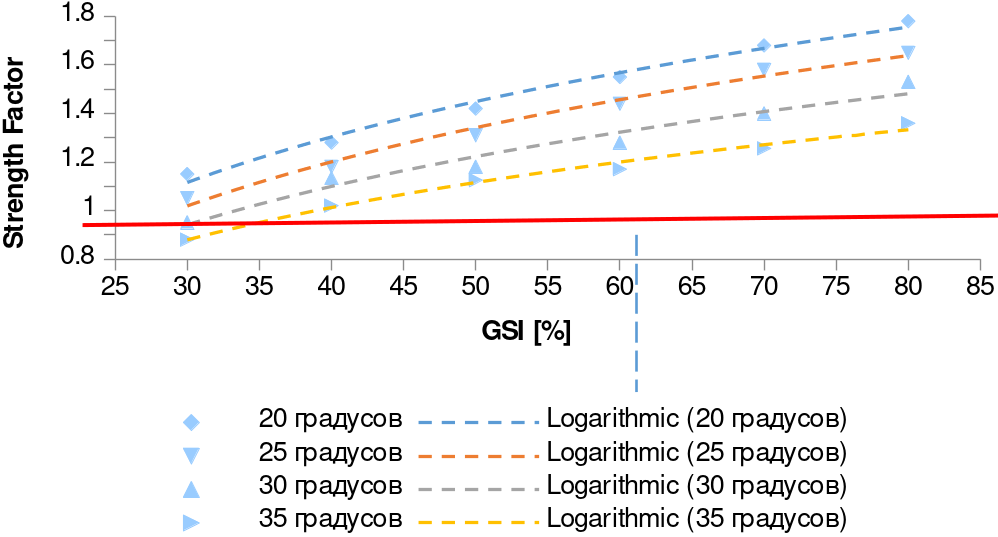 1.8
1.6
1.4
1.2
1
0.8
Strength Factor
25 30 35 40 45 50 55 60 65 70 75 80 85
GSI [%]
20 градусов Logarithmic (20 градусов)
25 градусов Logarithmic (25 градусов)
30 градусов Logarithmic (30 градусов)
35 градусов Logarithmic (35 градусов)